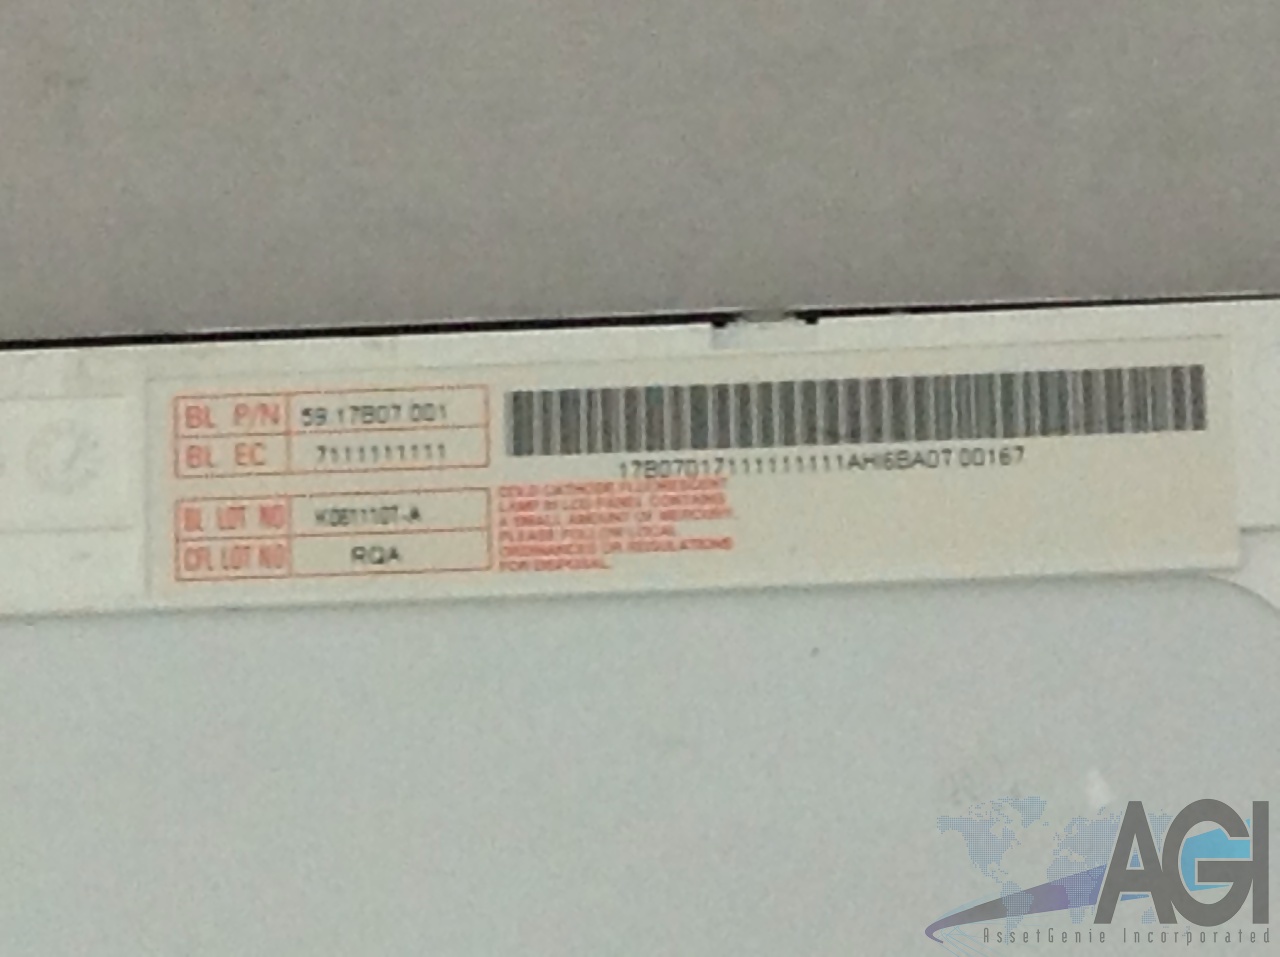 BL P/N 59.17B07.001
BL EC 7111111111
17B07017111111111AHI6BA07 00167
BL LOT NO K061110T-A
CFL LOT NO RQA
COLD CATHODE FLUORESCENT
LAMP IN LCD PANEL CONTAINS
A SMALL AMOUNT OF MERCURY,
PLEASE FOLLOW LOCAL
ORDINANCES OR REGULATIONS
FOR DISPOSAL.
AGI
AssetGenie Incorporated